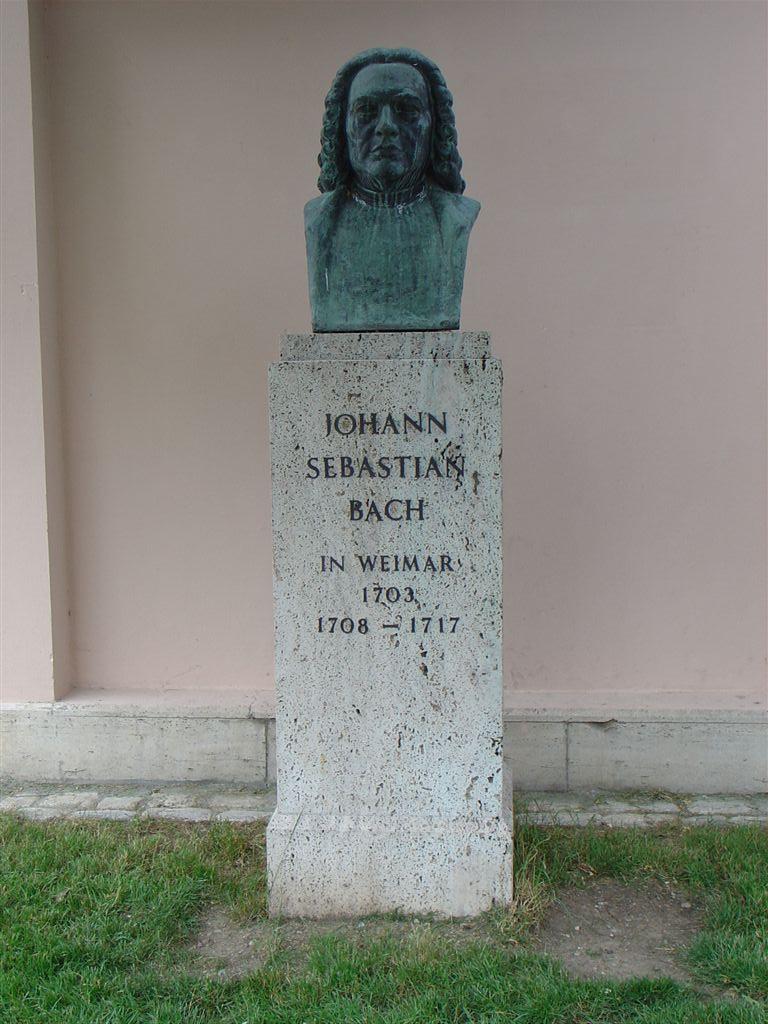 JOHANN
SEBASTIAN
BACH
IN WEIMAR
1703
1708 – 1717